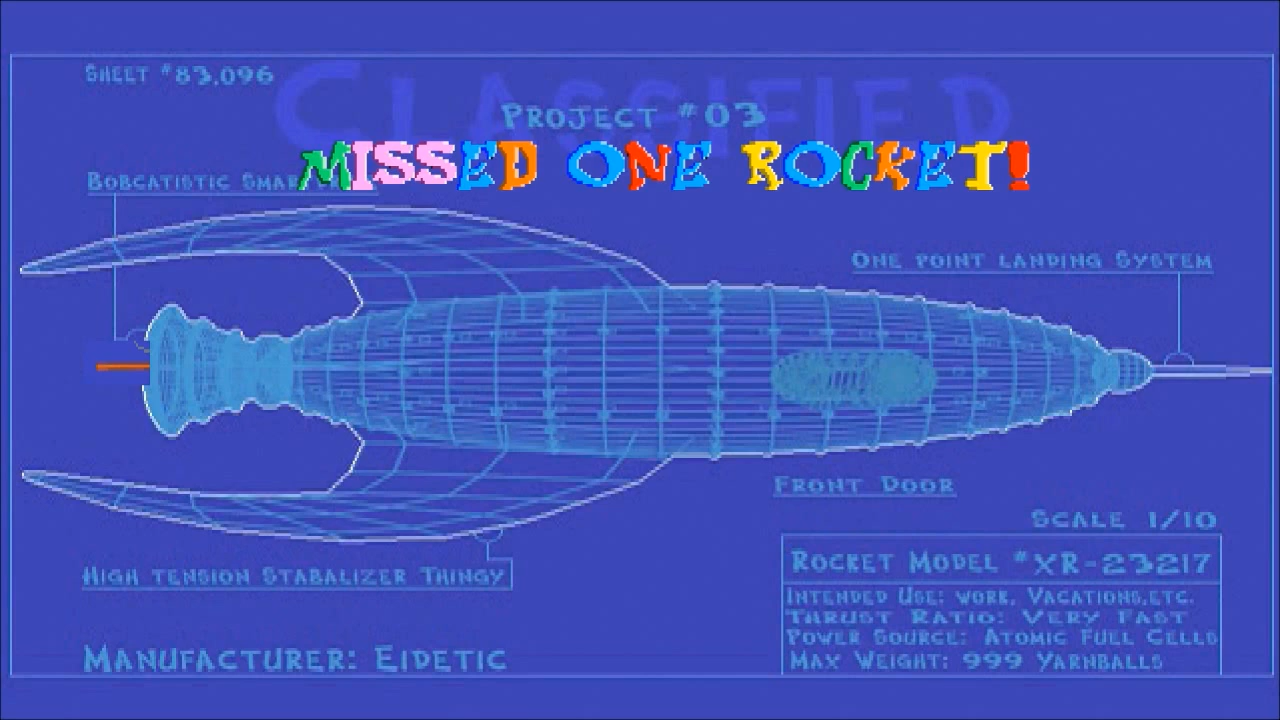 SHEET #83,096
CLASSIFIED
PROJECT #03
MISSED ONE ROCKET!
BOBCATISTIC
ONE POINT LANDING SYSTEM
FRONT DOOR
SCALE 1/10
HIGH TENSION STABALIZER THINGY
ROCKET MODEL #XR-23217
INTENDED USE: WORK, VACATIONS,ETC.
THRUST RATIO: VERY FAST
POWER SOURCE: ATOMIC FUEL CELLS
MAX WEIGHT: 999 YARNBALLS
MANUFACTURER: EIDETIC